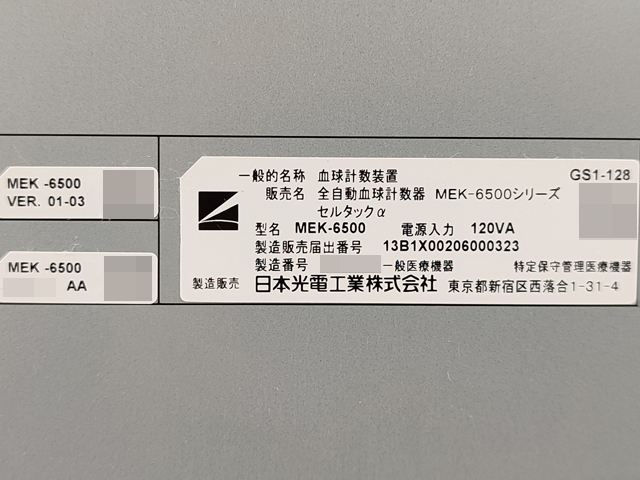 MEK -6500
VER. 01-03
MEK -6500
AA
一般的名称 血球計数装置 GS1-128
販売名 全自動血球計数器 MEK-6500シリーズ
セルタックα
型名 MEK-6500 電源入力 120VA
製造販売届出番号 13B1X00206000323
製造番号 一般医療機器 特定保守管理医療機器
製造販売 日本光電工業株式会社 東京都新宿区西落合1-31-4